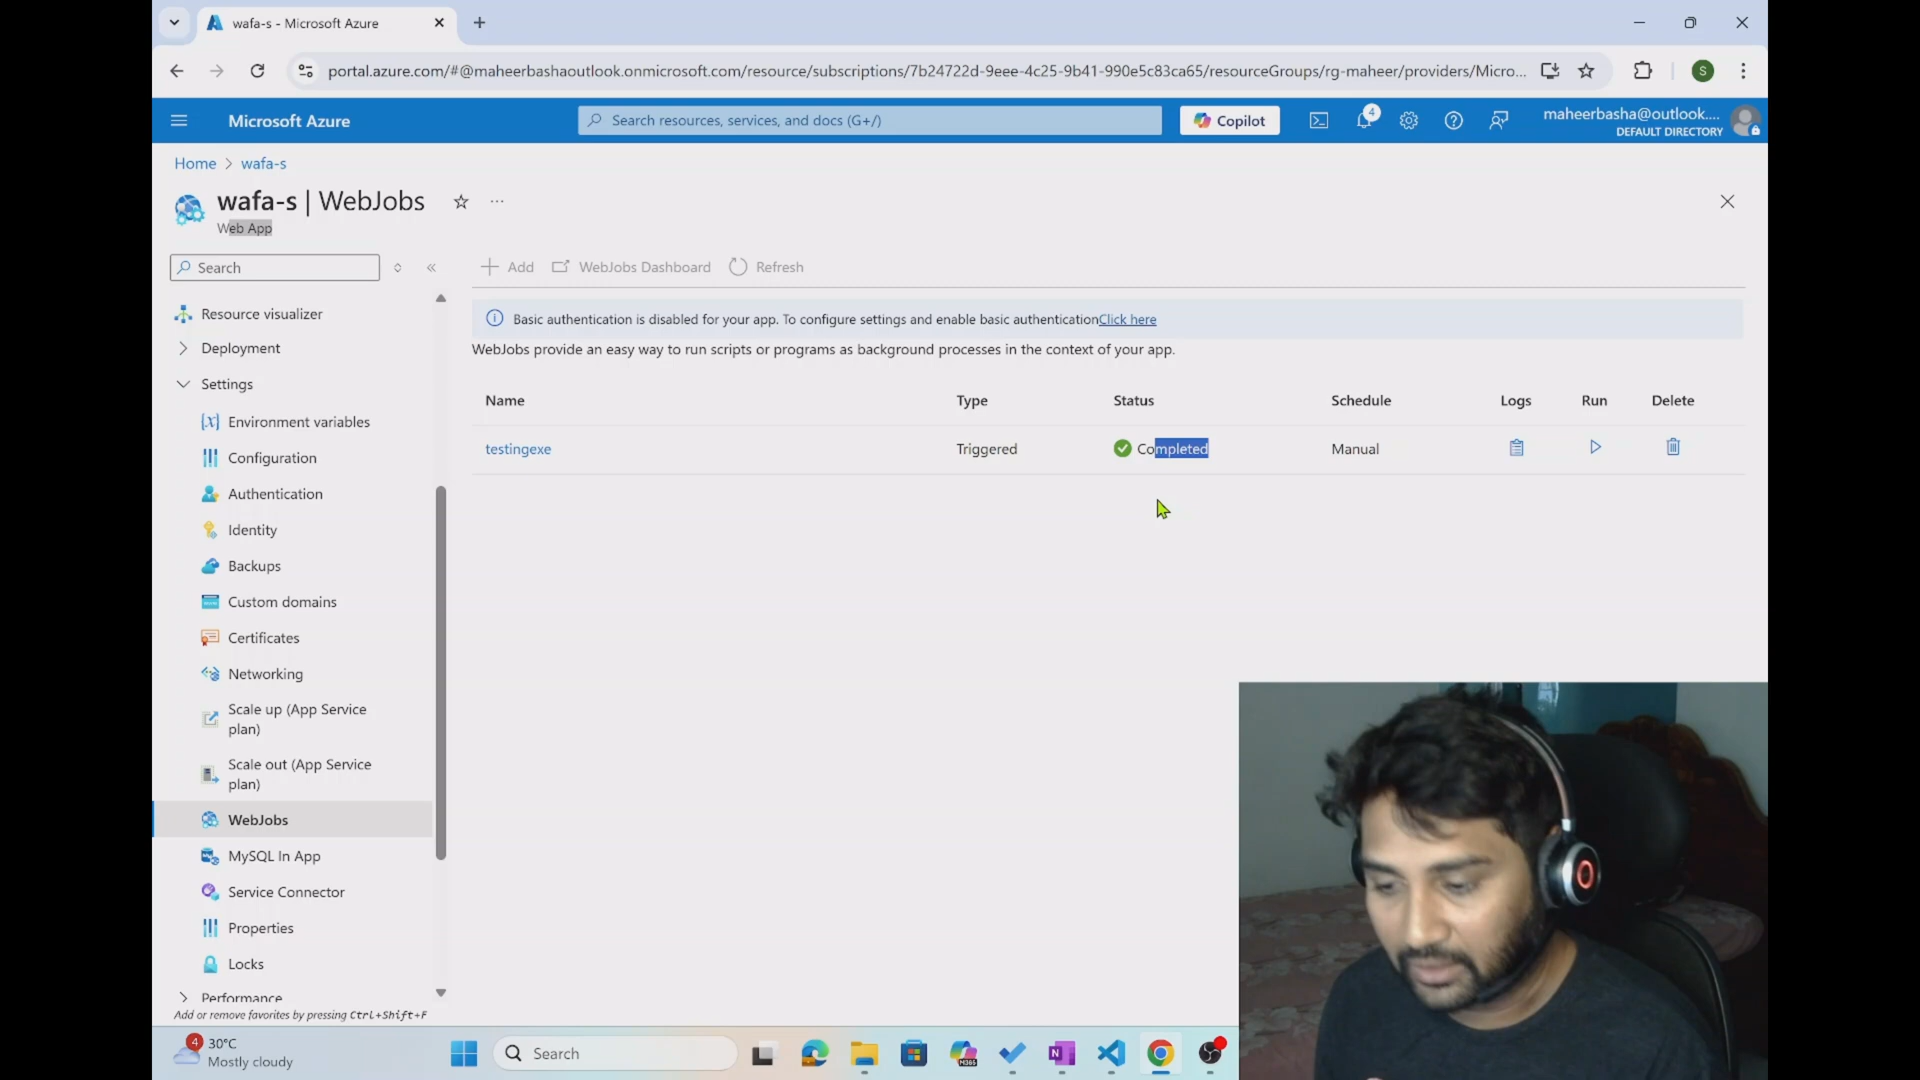 wafa-s - Microsoft Azure
portal.azure.com/#@maheerbashaoutlook.onmicrosoft.com/resource/subscriptions/7b24722d-9eee-4c25-9b41-990e5c83ca65/resourceGroups/rg-maheer/providers/Micro...
S
Microsoft Azure
Search resources, services, and docs (G+/)
Copilot
4
maheerbasha@outlook....
DEFAULT DIRECTORY
Home > wafa-s
wafa-s | WebJobs
Web App
Search
Add
WebJobs Dashboard
Refresh
Basic authentication is disabled for your app. To configure settings and enable basic authenticationClick here
WebJobs provide an easy way to run scripts or programs as background processes in the context of your app.
Name Type Status Schedule Logs Run Delete
testingexe Triggered Completed Manual
Resource visualizer
Deployment
Settings
Environment variables
Configuration
Authentication
Identity
Backups
Custom domains
Certificates
Networking
Scale up (App Service
plan)
Scale out (App Service
plan)
WebJobs
MySQL In App
Service Connector
Properties
Locks
Performance
Add or remove favorites by pressing Ctrl+Shift+F
4
30°C
Mostly cloudy
Search
M365
N